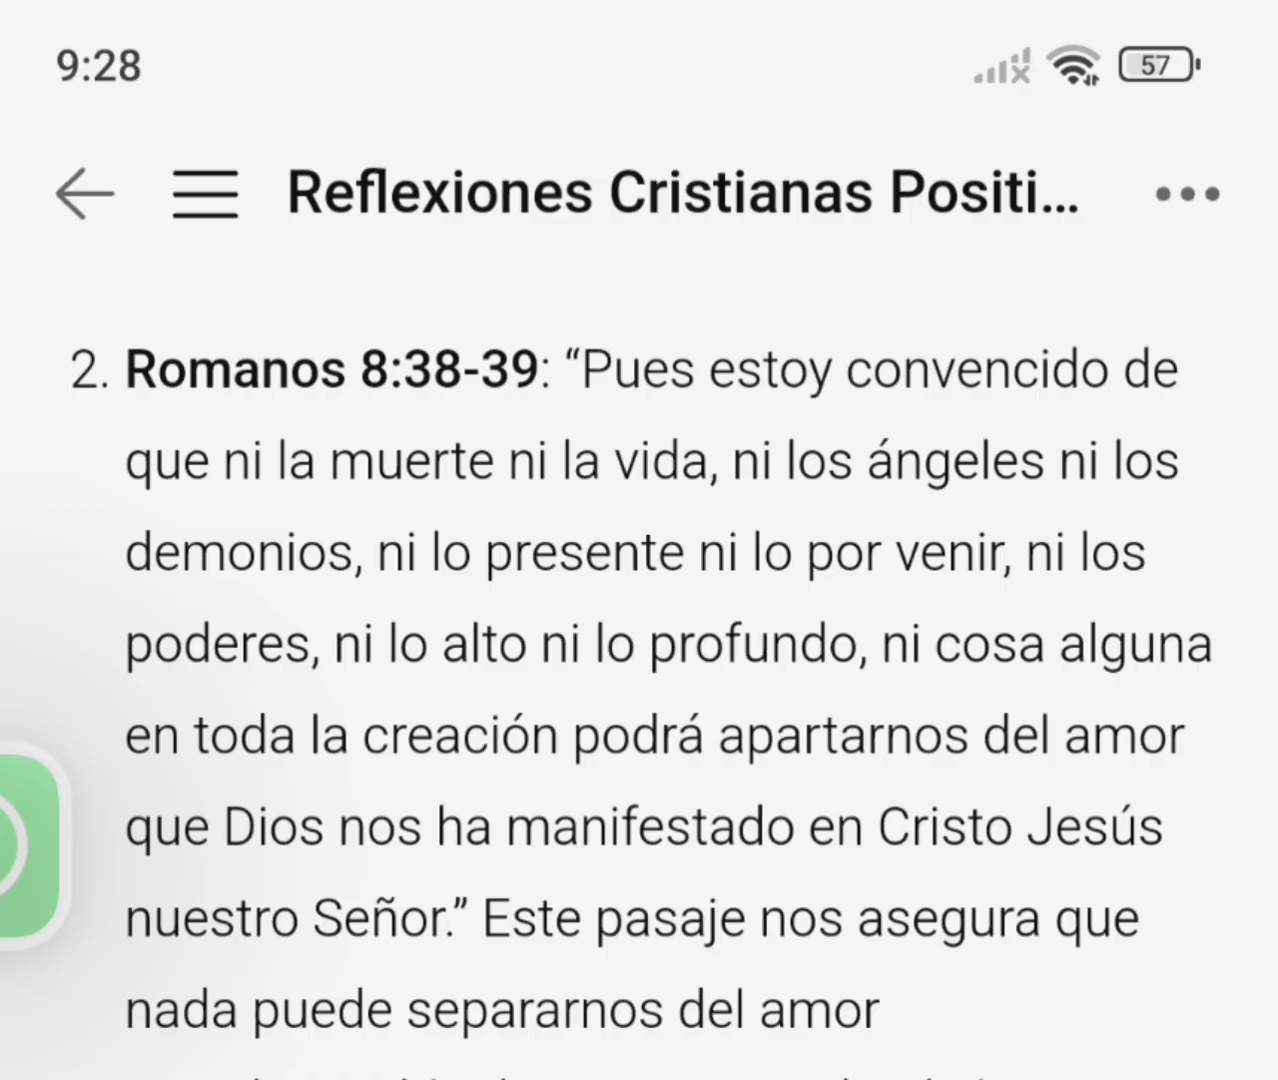 9:28
57
Reflexiones Cristianas Positi...
2. Romanos 8:38-39: “Pues estoy convencido de
que ni la muerte ni la vida, ni los ángeles ni los
demonios, ni lo presente ni lo por venir, ni los
poderes, ni lo alto ni lo profundo, ni cosa alguna
en toda la creación podrá apartarnos del amor
que Dios nos ha manifestado en Cristo Jesús
nuestro Señor.” Este pasaje nos asegura que
nada puede separarnos del amor